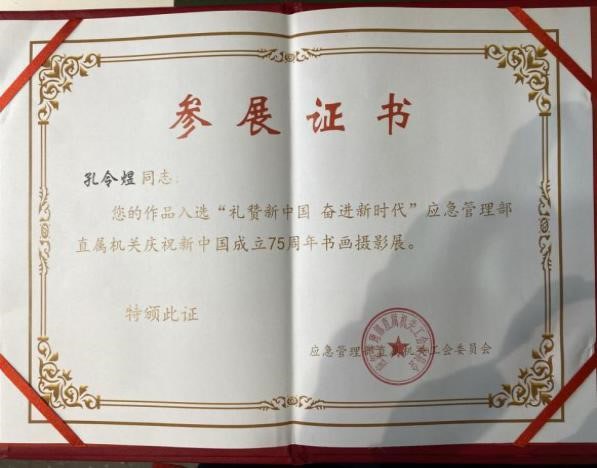 参展证书
孔令煜同志:
您的作品入选“礼赞新中国 奋进新时代”应急管理部
直属机关庆祝新中国成立75周年书画摄影展。
特颁此证
应急管理部直属机关工会委员会